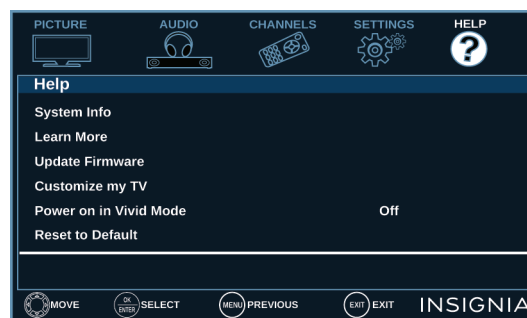 PICTURE AUDIO CHANNELS SETTINGS HELP
?
Help
System Info
Learn More
Update Firmware
Customize my TV
Power on in Vivid Mode Off
Reset to Default
MOVE OK ENTER SELECT MENU PREVIOUS EXIT EXIT INSIGNIA